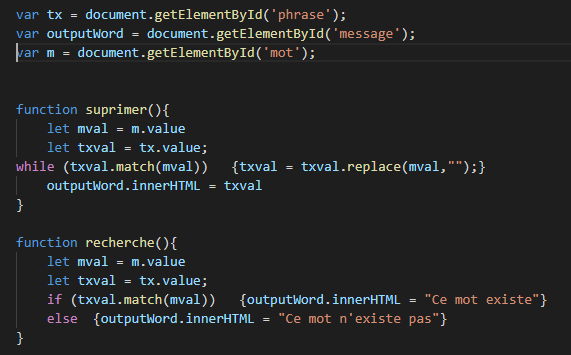 var tx = document.getElementById('phrase');
var outputWord = document.getElementById('message');
var m = document.getElementById('mot');
function suprimer(){
let mval = m.value
let txval = tx.value;
while (txval.match(mval)) {txval = txval.replace(mval,"");}
outputWord.innerHTML = txval
}
function recherche(){
let mval = m.value
let txval = tx.value;
if (txval.match(mval)) {outputWord.innerHTML = "Ce mot existe"}
else {outputWord.innerHTML = "Ce mot n'existe pas"}
}